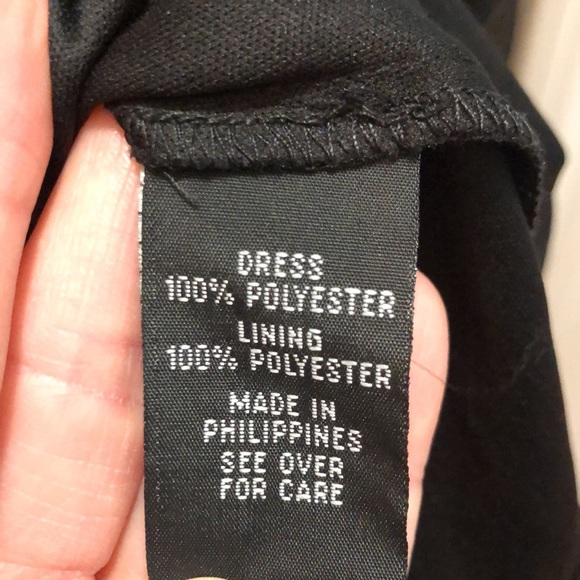 DRESS
100% POLYESTER
LINING
100% POLYESTER
MADE IN
PHILIPPINES
SEE OVER
FOR CARE